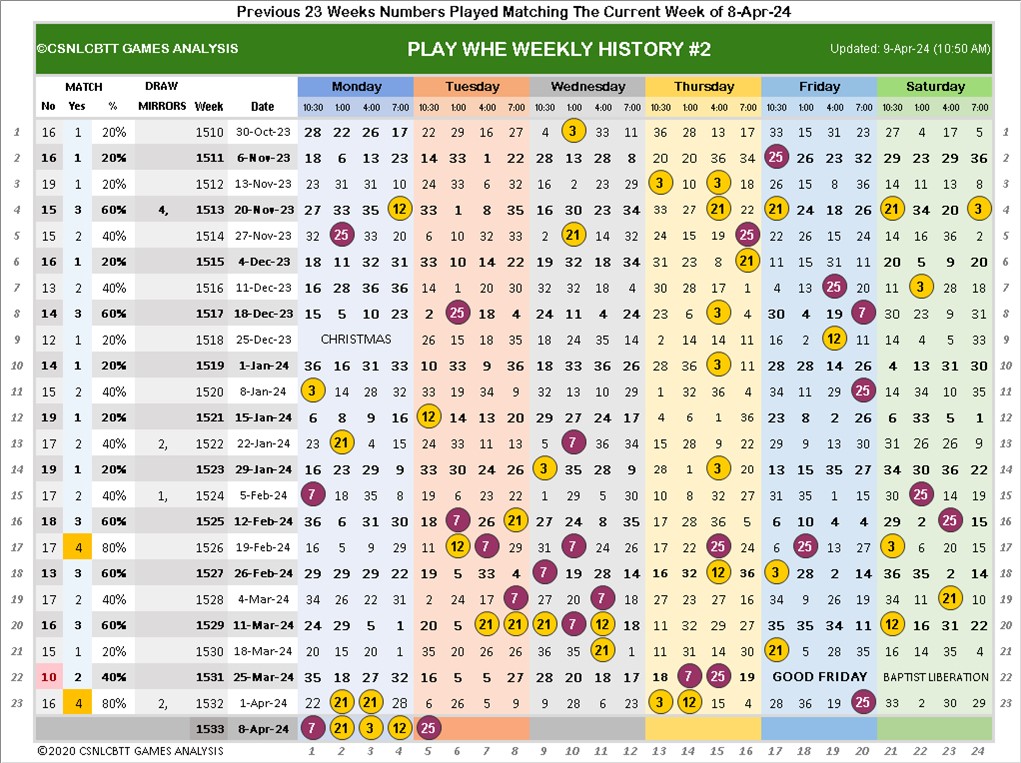 Previous 23 Weeks Numbers Played Matching The Current Week of 8-Apr-24
©CSNLCBTT GAMES ANALYSIS PLAY WHE WEEKLY HISTORY #2 Updated: 9-Apr-24 (10:50 AM)
MATCH DRAW Monday Tuesday Wednesday Thursday Friday Saturday
No Yes % MIRRORS Week Date 10:30 1:00 4:00 7:00 10:30 1:00 4:00 7:00 10:30 1:00 4:00 7:00 10:30 1:00 4:00 7:00 10:30 1:00 4:00 7:00 10:30 1:00 4:00 7:00
1 16 1 20% 1510 30-Oct-23 28 22 26 17 22 29 16 27 4 3 33 11 36 28 13 17 33 15 31 23 27 4 17 5 1
2 16 1 20% 1511 6-Nov-23 18 6 13 23 14 33 1 22 28 13 28 8 20 20 36 34 25 26 23 32 29 23 29 36 2
3 19 1 20% 1512 13-Nov-23 23 31 31 10 24 33 6 32 16 2 23 29 3 10 3 18 26 15 8 36 14 11 13 8 3
4 15 3 60% 4, 1513 20-Nov-23 27 33 35 12 33 1 8 35 16 30 23 34 33 27 21 22 21 24 18 26 21 34 20 3 4
5 15 2 40% 1514 27-Nov-23 32 25 33 20 6 10 32 33 2 21 14 32 24 15 19 25 22 26 15 24 14 16 36 2 5
6 16 1 20% 1515 4-Dec-23 18 11 32 31 33 10 14 22 19 32 18 34 31 23 8 21 11 15 31 11 20 5 9 20 6
7 13 2 40% 1516 11-Dec-23 16 28 36 36 14 1 20 30 32 32 18 4 30 28 17 1 4 13 25 20 11 3 28 18 7
8 14 3 60% 1517 18-Dec-23 15 5 10 23 2 25 18 4 24 11 4 24 23 6 3 4 30 4 19 7 30 23 9 31 8
9 12 1 20% 1518 25-Dec-23 CHRISTMAS 26 15 18 35 18 24 35 14 2 14 14 11 16 2 12 11 14 4 5 33 9
10 14 1 20% 1519 1-Jan-24 36 16 31 33 10 33 9 36 18 33 36 26 28 36 3 11 28 28 14 26 4 13 31 30 10
11 15 2 40% 1520 8-Jan-24 3 14 28 32 33 19 34 9 32 13 10 29 1 32 36 4 34 11 29 25 20 20 35 24 11
12 19 1 20% 1521 15-Jan-24 6 8 9 16 12 14 13 20 29 27 24 17 4 6 1 36 23 8 2 26 6 33 5 1 12
13 17 2 40% 2, 1522 22-Jan-24 23 21 4 15 24 33 11 13 5 7 36 34 15 28 9 22 29 9 13 30 31 26 26 9 13
14 19 1 20% 1523 29-Jan-24 16 23 29 9 33 30 24 26 3 35 28 9 28 1 3 20 13 15 35 27 34 30 36 22 14
15 17 2 40% 1, 1524 5-Feb-24 7 18 35 8 19 6 23 22 1 29 5 30 10 8 32 27 31 35 1 15 30 25 14 19 15
16 18 3 60% 1525 12-Feb-24 36 6 31 30 18 7 26 21 27 24 8 35 17 28 36 5 6 10 4 4 29 2 25 15 16
17 17 4 80% 1526 19-Feb-24 16 5 9 29 11 12 7 29 31 7 24 26 17 22 25 24 6 25 13 27 3 6 20 15 17
18 13 3 60% 1527 26-Feb-24 29 29 29 22 19 5 33 4 7 19 28 14 16 32 12 36 3 28 2 14 36 35 2 14 18
19 17 2 40% 1528 4-Mar-24 34 26 22 31 2 24 17 7 27 20 7 18 27 23 27 16 34 9 26 19 34 11 21 10 19
20 16 3 60% 1529 11-Mar-24 24 29 5 1 20 5 21 21 21 7 12 18 11 32 29 27 35 35 34 11 12 16 31 22 20
21 15 1 20% 1530 18-Mar-24 20 15 20 1 35 20 26 26 11 36 21 1 11 31 14 30 21 5 28 35 15 11 35 5 21
22 10 2 40% 1531 25-Mar-24 35 18 27 32 16 5 5 27 28 20 18 17 18 7 25 19 GOOD FRIDAY BAPTIST LIBERATION 22
23 16 4 80% 2, 1532 1-Apr-24 22 21 21 28 6 26 5 9 9 28 6 23 3 12 15 4 28 36 19 25 33 2 30 29 23
1533 8-Apr-24 7 21 3 12 25
©2020 CSNLCBTT GAMES ANALYSIS 1 2 3 4 5 6 7 8 9 10 11 12 13 14 15 16 17 18 19 20 21 22 23 24